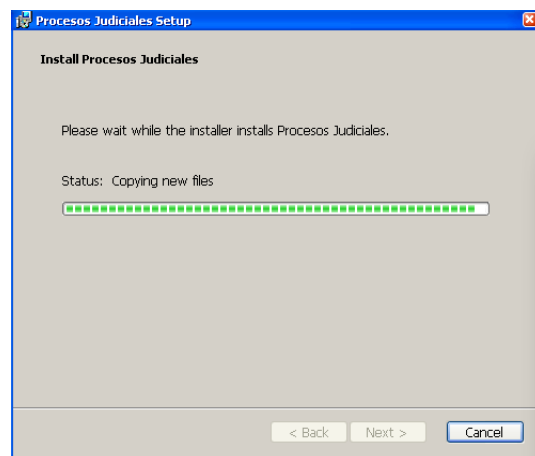 Procesos Judiciales Setup
Install Procesos Judiciales
Please wait while the installer installs Procesos Judiciales.
Status: Copying new files
< Back Next > Cancel